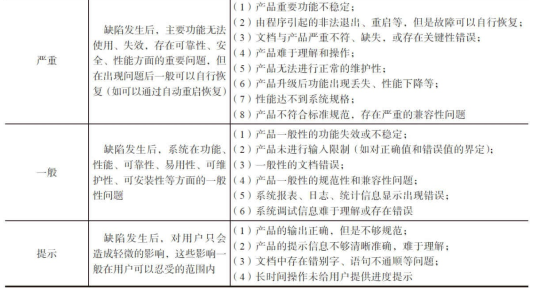 严重
缺陷发生后，主要功能无法
使用、失效，存在可靠性、安
全、性能方面的重要问题，但
在出现问题后一般可以自行恢
复（如可以通过自动重启恢复）
（1）产品重要功能不稳定；
（2）由程序引起的非法退出、重启等，但是故障可以自行恢复；
（3）文档与产品严重不符、缺失，或存在关键性错误；
（4）产品难于理解和操作；
（5）产品无法进行正常的维护性；
（6）产品升级后功能出现丢失、性能下降等；
（7）性能达不到系统规格；
（8）产品不符合标准规范，存在严重的兼容性问题
一般
缺陷发生后，系统在功能、
性能、可靠性、易用性、可维
护性、可安装性等方面的一般
性问题
（1）产品一般性的功能失效或不稳定；
（2）产品未进行输入限制（如对正确值和错误值的界定）；
（3）一般性的文档错误；
（4）产品一般性的规范性和兼容性问题；
（5）系统报表、日志、统计信息显示出现错误；
（6）系统调试信息难于理解或存在错误
提示
缺陷发生后，对用户只会
造成轻微的影响，这些影响一
般在用户可以忍受的范围内
（1）产品的输出正确，但是不够规范；
（2）产品的提示信息不够清晰准确，难于理解；
（3）文档中存在错别字、语句不通顺等问题；
（4）长时间操作未给用户提供进度提示